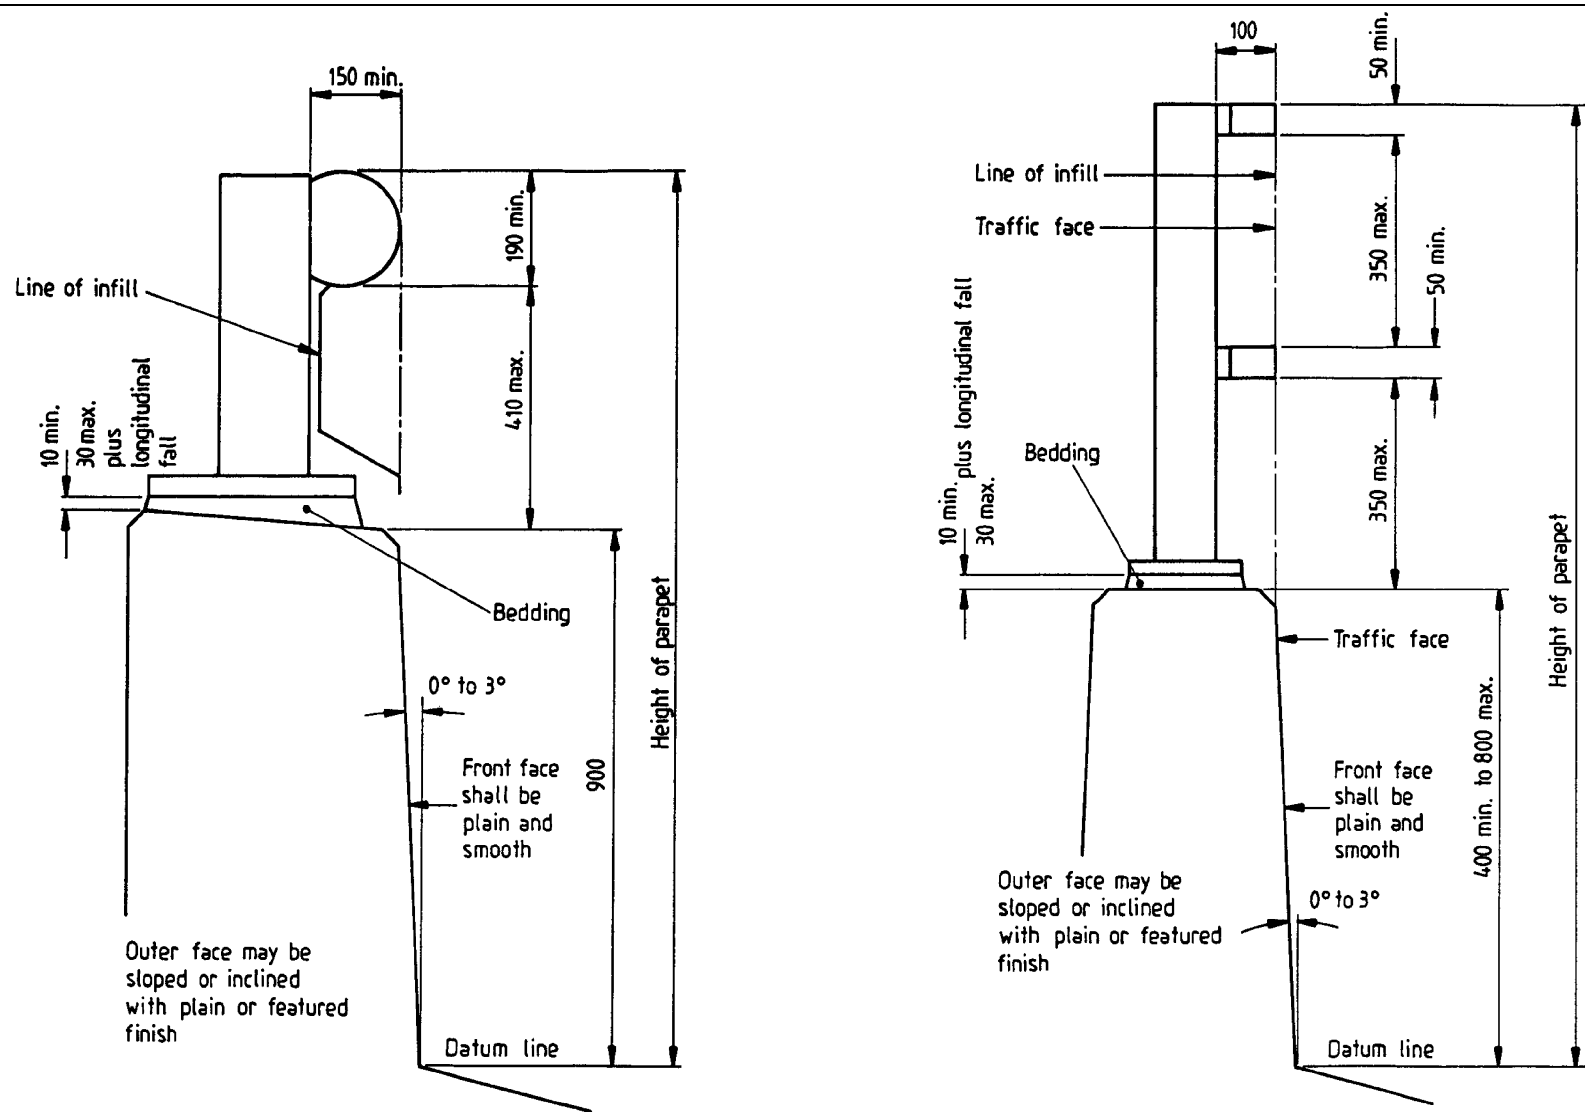 150 min.
190 min.
Line of infill
410 max.
10 min.
30 max.
plus
longitudinal
fall
Bedding
Height of parapet
0° to 3°
900
Front face
shall be
plain and
smooth
Outer face may be
sloped or inclined
with plain or featured
finish
Datum line
100
50 min.
Line of infill
Traffic face
350 max.
50 min.
10 min.
30 max.
plus longitudinal fall
Bedding
350 max.
Height of parapet
Traffic face
400 min. to 800 max.
Front face
shall be
plain and
smooth
Outer face may be
sloped or inclined
with plain or featured
finish
0° to 3°
Datum line